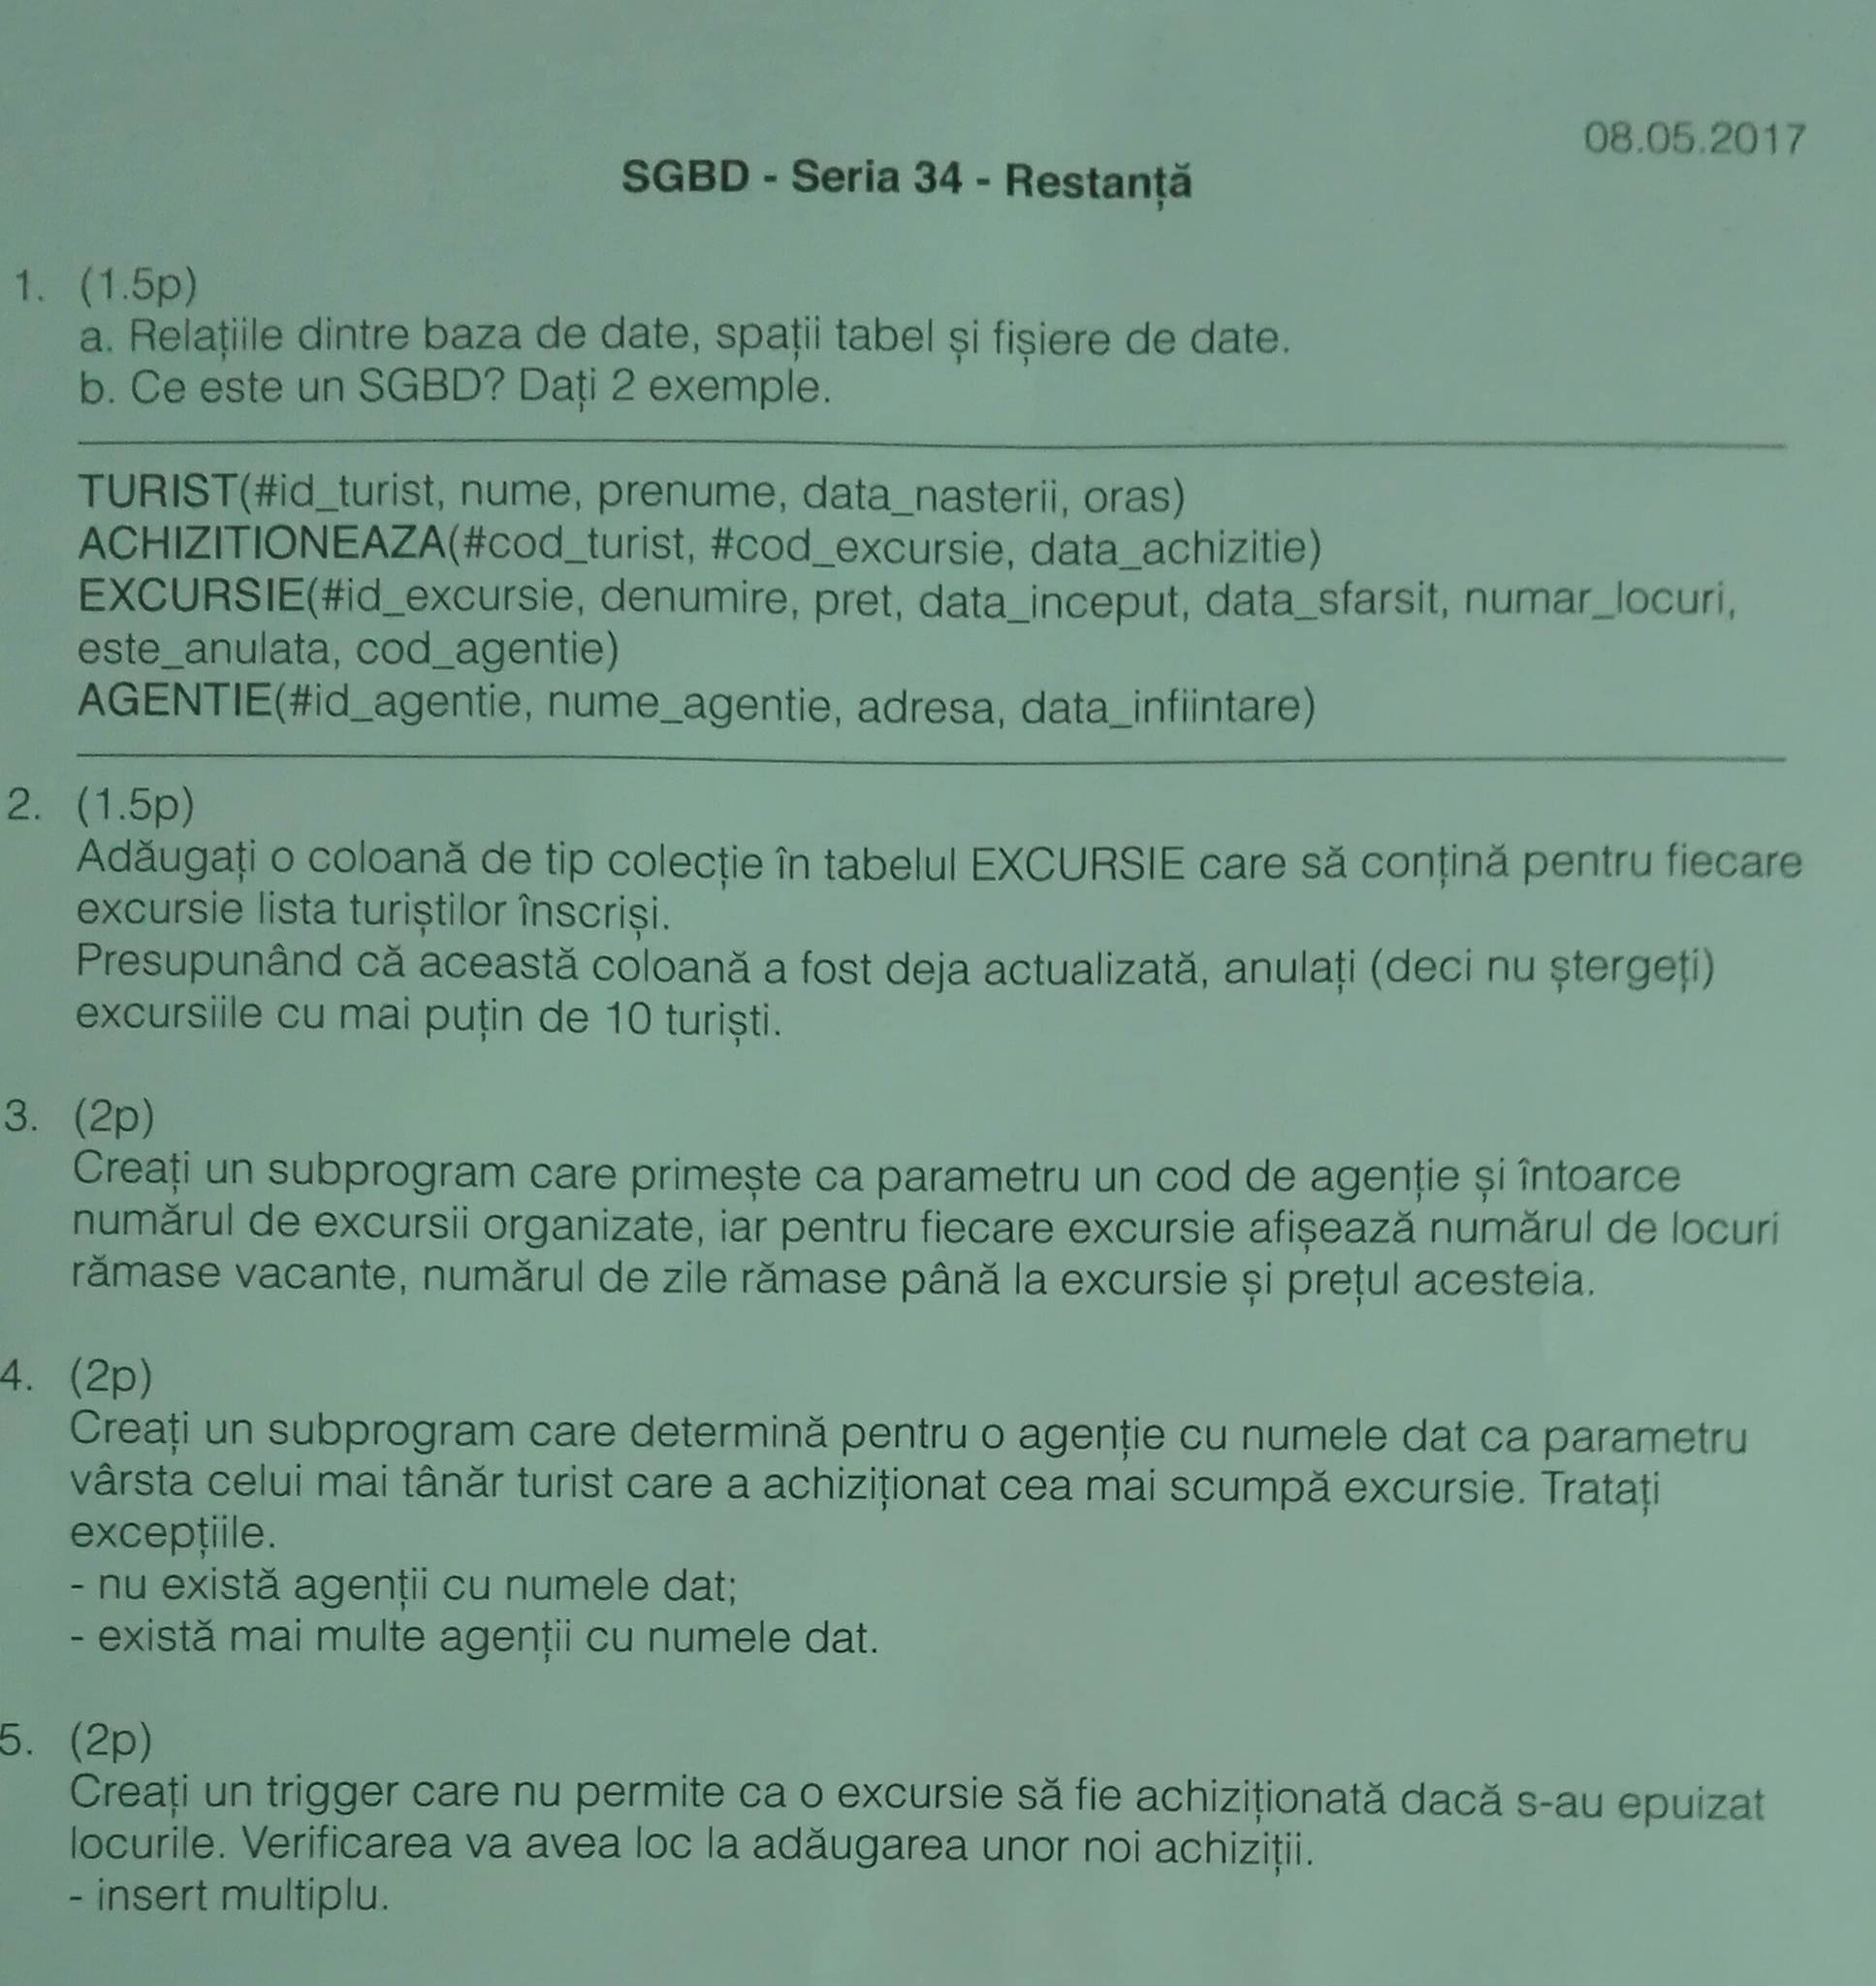 08.05.2017
SGBD - Seria 34 - Restanță
1. (1.5p)
a. Relațiile dintre baza de date, spații tabel și fișiere de date.
b. Ce este un SGBD? Dați 2 exemple.
TURIST(#id_turist, nume, prenume, data_nasterii, oras)
ACHIZITIONEAZA(#cod_turist, #cod_excursie, data_achizitie)
EXCURSIE(#id_excursie, denumire, pret, data_inceput, data_sfarsit, numar_locuri,
este_anulata, cod_agentie)
AGENTIE(#id_agentie, nume_agentie, adresa, data_infiintare)
2. (1.5p)
Adăugați o coloană de tip colecție în tabelul EXCURSIE care să conțină pentru fiecare
excursie lista turiștilor înscriși.
Presupunând că această coloană a fost deja actualizată, anulați (deci nu ștergeți)
excursiile cu mai puțin de 10 turiști.
3. (2p)
Creați un subprogram care primește ca parametru un cod de agenție și întoarce
numărul de excursii organizate, iar pentru fiecare excursie afișează numărul de locuri
rămase vacante, numărul de zile rămase până la excursie și prețul acesteia.
4. (2p)
Creați un subprogram care determină pentru o agenție cu numele dat ca parametru
vârsta celui mai tânăr turist care a achiziționat cea mai scumpă excursie. Tratați
excepțiile.
- nu există agenții cu numele dat;
- există mai multe agenții cu numele dat.
5. (2p)
Creați un trigger care nu permite ca o excursie să fie achiziționată dacă s-au epuizat
locurile. Verificarea va avea loc la adăugarea unor noi achiziții.
- insert multiplu.